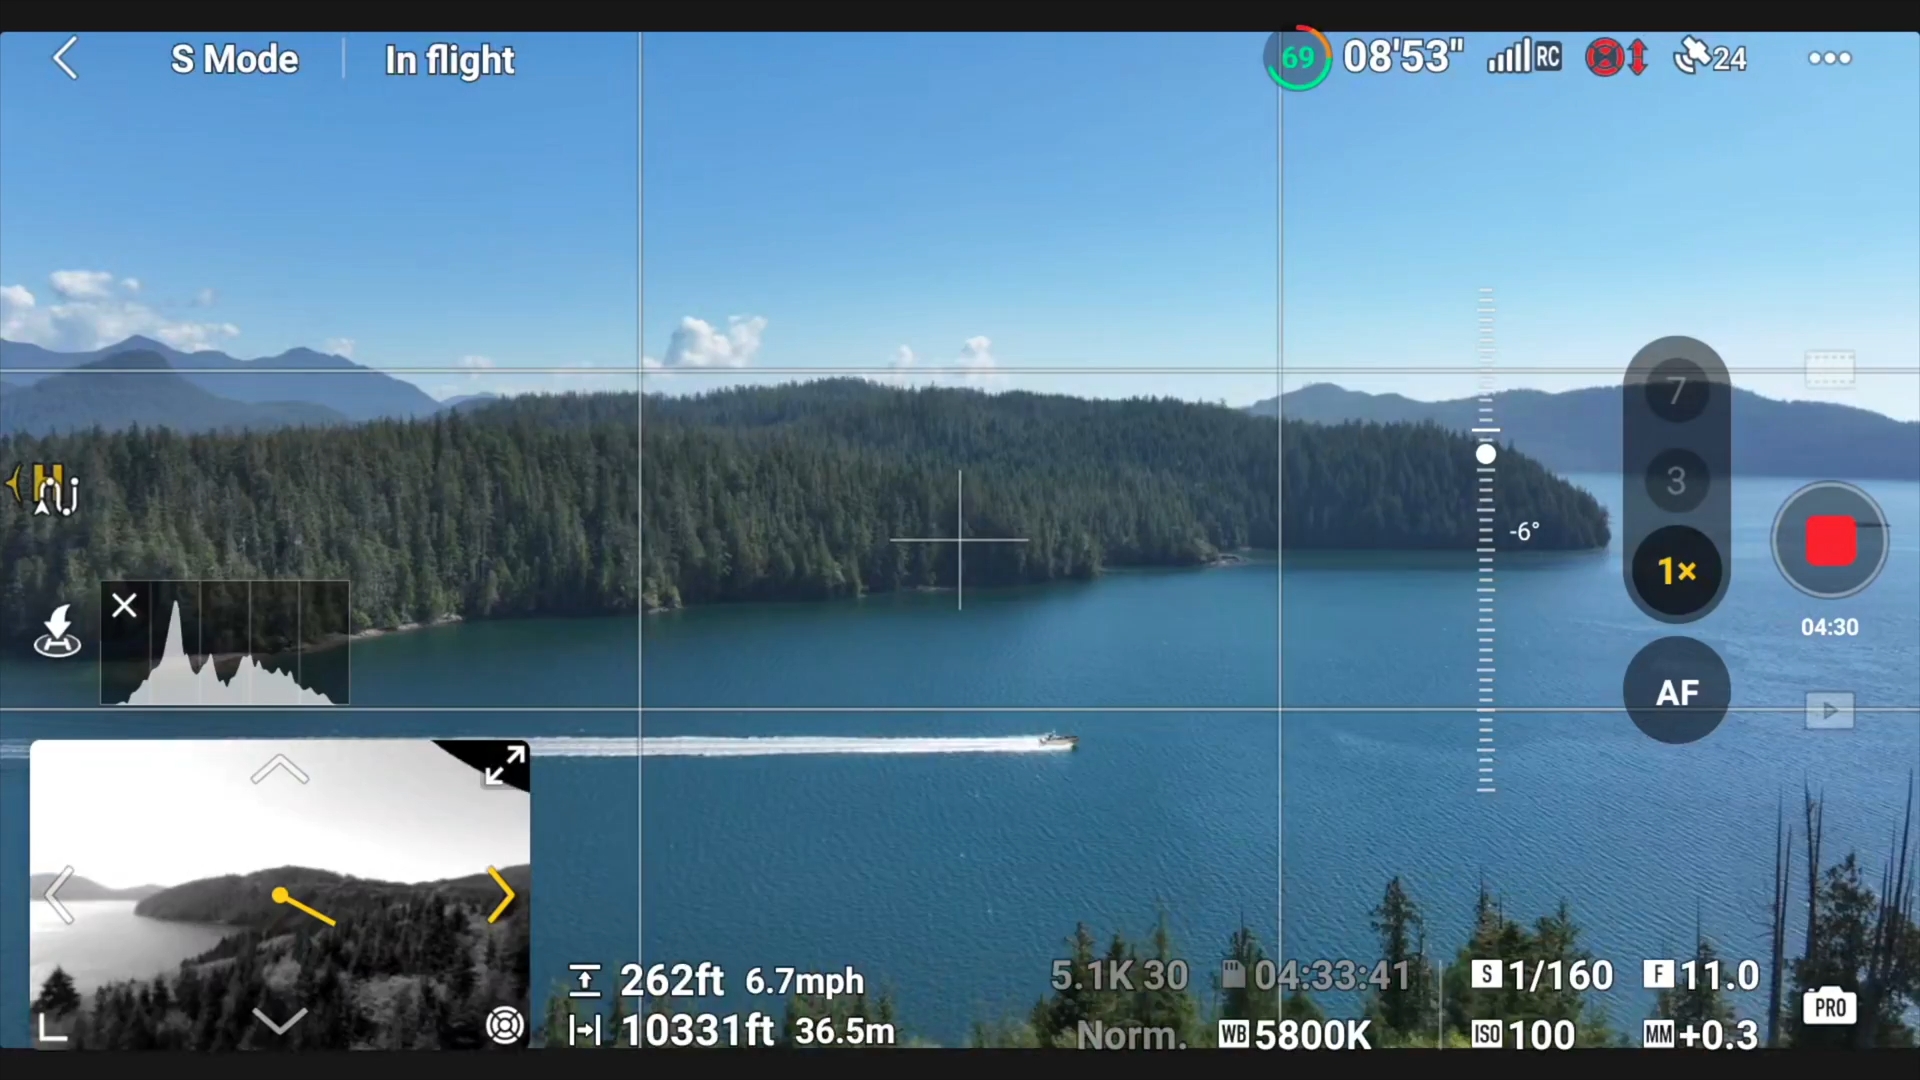 S Mode In flight 69 08'53" RC 24
H
7
3
-6°
1×
04:30
AF
262ft 6.7mph 5.1K 30 04:33:41 S 1/160 F 11.0
10331ft 36.5m Norm. WB 5800K ISO 100 MM +0.3
PRO
L